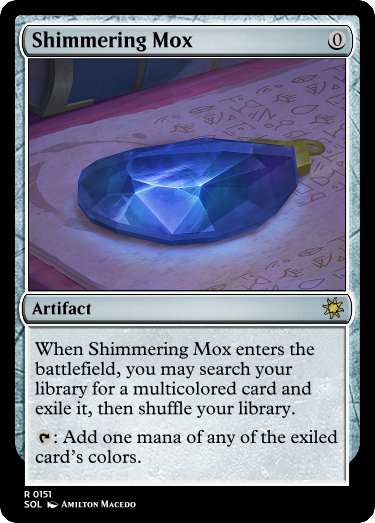 Shimmering Mox 0
Artifact
When Shimmering Mox enters the
battlefield, you may search your
library for a multicolored card and
exile it, then shuffle your library.
: Add one mana of any of the exiled
card's colors.
R 0151
SOL Amilton Macedo